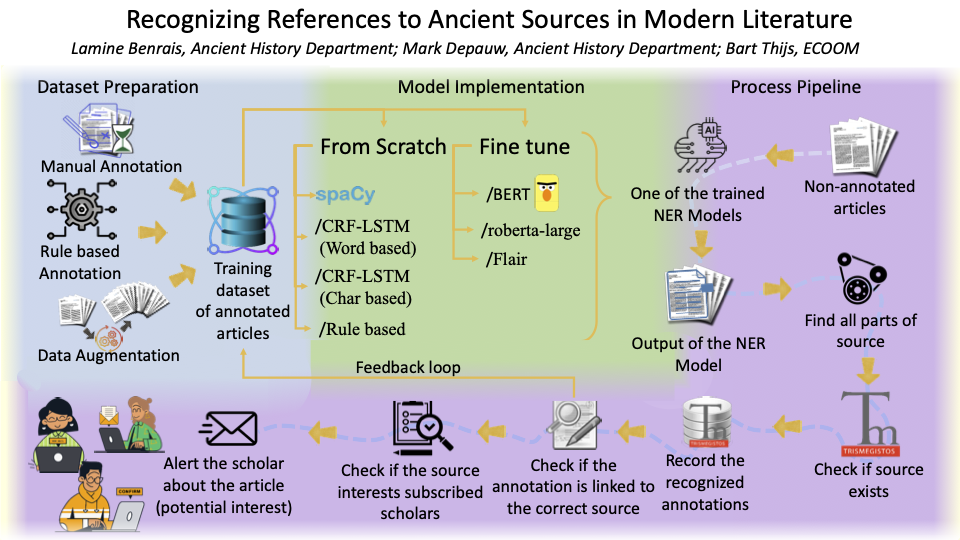 Recognizing References to Ancient Sources in Modern Literature
Lamine Benrais, Ancient History Department; Mark Depauw, Ancient History Department; Bart Thijs, ECOOM
Dataset Preparation
Manual Annotation
Rule based
Annotation
Data Augmentation
Training
dataset
of annotated
articles
Model Implementation
From Scratch
spaCy
/CRF-LSTM
(Word based)
/CRF-LSTM
(Char based)
/Rule based
Fine tune
/BERT
/roberta-large
/Flair
Feedback loop
Process Pipeline
Non-annotated
articles
AI
One of the trained
NER Models
Output of the NER
Model
Find all parts of
source
Tm
TRISMEGISTOS
Check if source
exists
Tm
TRISMEGISTOS
Record the
recognized
annotations
Check if the
annotation is linked to
the correct source
Check if the source
interests subscribed
scholars
Alert the scholar
about the article
(potential interest)
CONFIRM